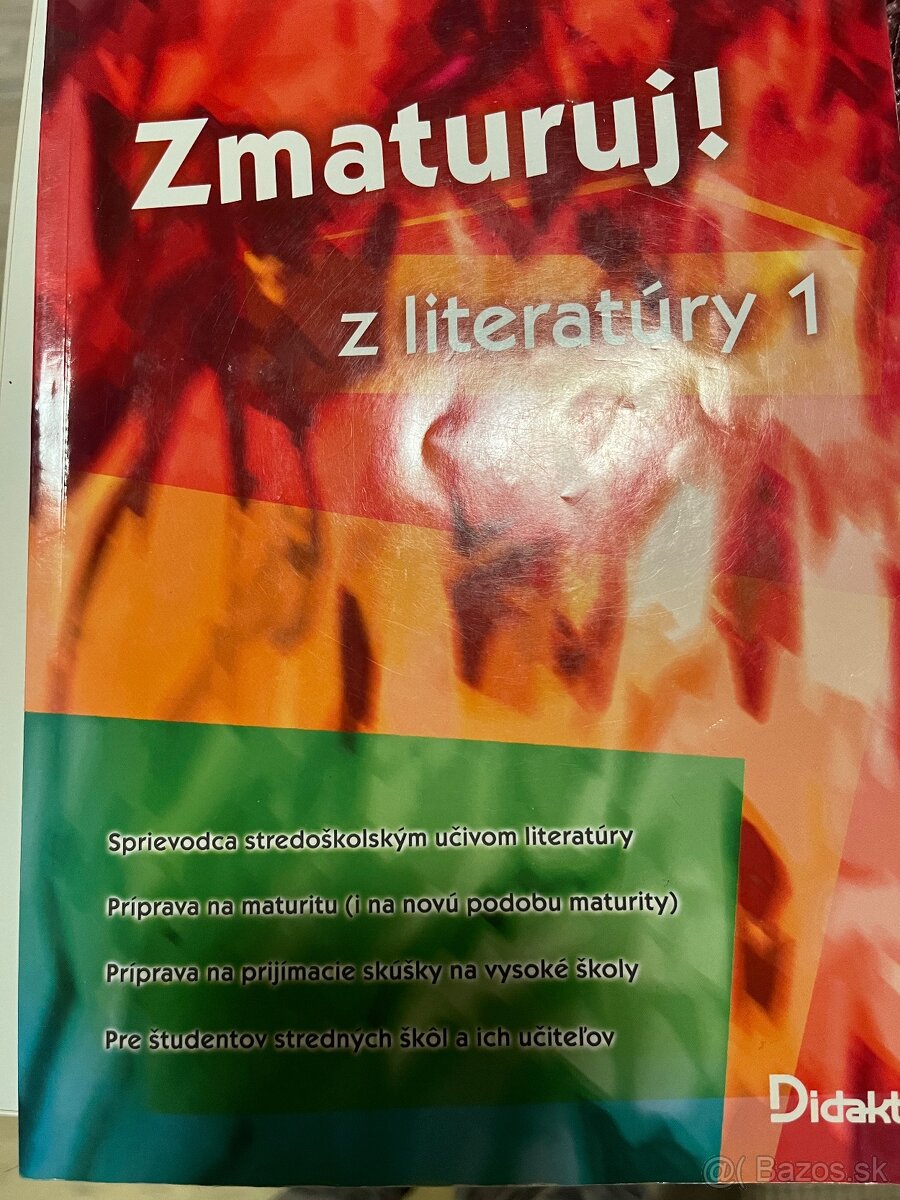 Zmaturuj!
z literatúry 1
Sprievodca stredoškolským učivom literatúry
Príprava na maturitu (i na novú podobu maturity)
Príprava na prijímacie skúšky na vysoké školy
Pre študentov stredných škôl a ich učiteľov
Didakt
@( Bazos.sk